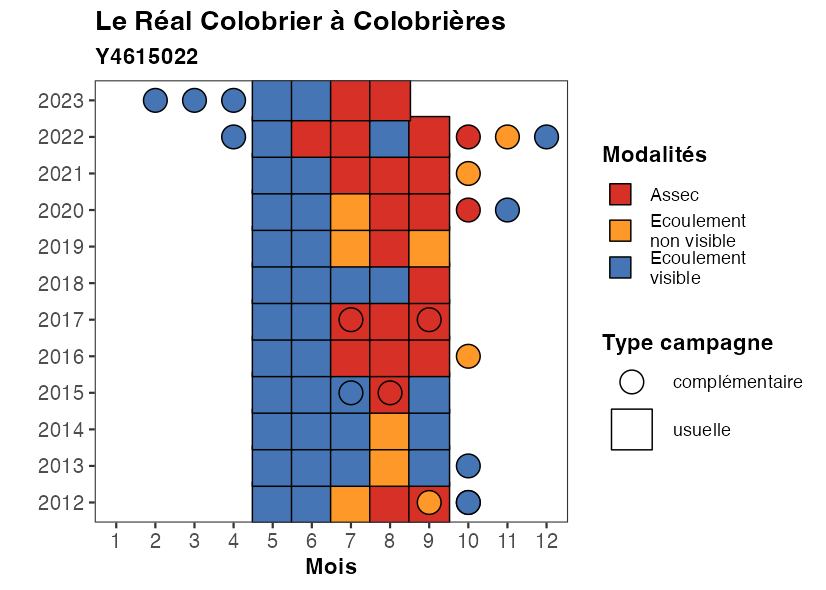 Le Réal Colobrier à Colobrières
Y4615022
2023
2022
2021
2020
2019
2018
2017
2016
2015
2014
2013
2012
1 2 3 4 5 6 7 8 9 10 11 12
Mois
Modalités
Assec
Ecoulement
non visible
Ecoulement
visible
Type campagne
complémentaire
usuelle